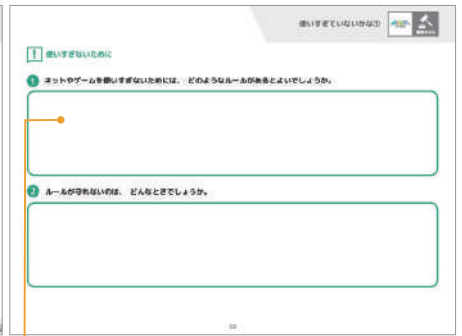 使いすぎていないかな③
! 使いすぎないために
1 ネットやゲームを使いすぎないためには、どのようなルールがあるとよいでしょうか。
2 ルールが守れないのは、どんなときでしょうか。